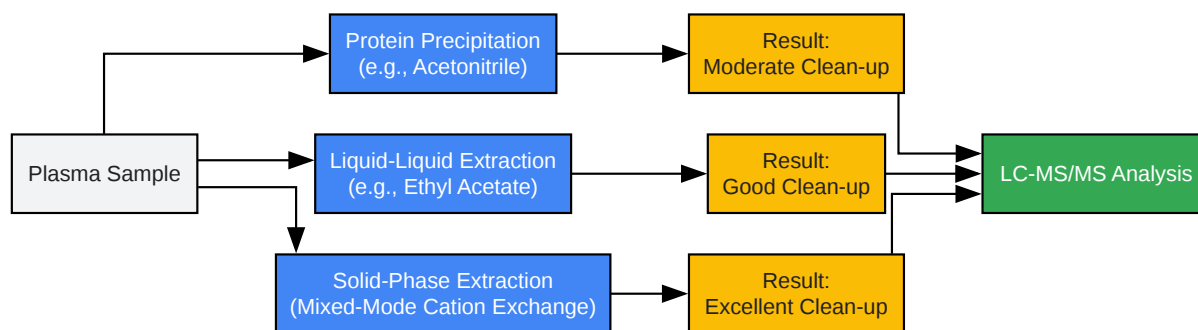 Protein Precipitation
(e.g., Acetonitrile)
Result:
Moderate Clean-up
Plasma Sample
Liquid-Liquid Extraction
(e.g., Ethyl Acetate)
Result:
Good Clean-up
LC-MS/MS Analysis
Solid-Phase Extraction
(Mixed-Mode Cation Exchange)
Result:
Excellent Clean-up